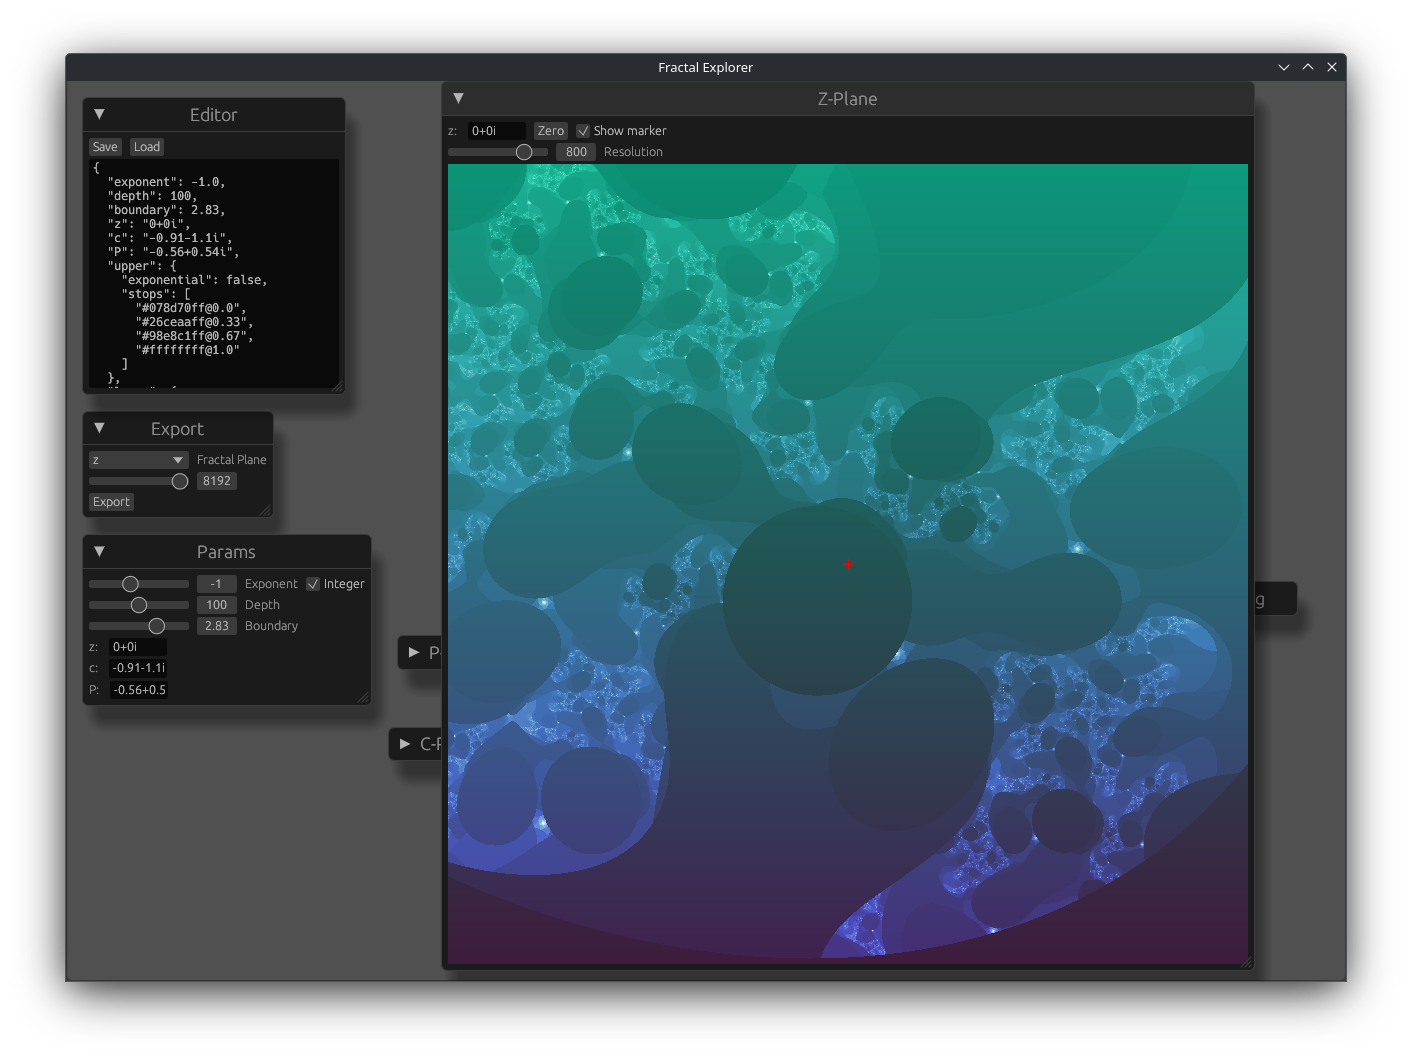 Fractal Explorer
Editor
Save Load
{
"exponent": -1.0,
"depth": 100,
"boundary": 2.83,
"z": "0+0i",
"c": "-0.91-1.1i",
"P": "-0.56+0.54i",
"upper": {
"exponential": false,
"stops": [
"#078d70ff@0.0",
"#26ceaaff@0.33",
"#98e8c1ff@0.67",
"#ffffffff@1.0"
]
},
Export
z Fractal Plane
8192
Export
Params
-1 Exponent Integer
100 Depth
2.83 Boundary
z: 0+0i
c: -0.91-1.1i
P: -0.56+0.5
P
C-P
Z-Plane
z: 0+0i Zero Show marker
800 Resolution
g